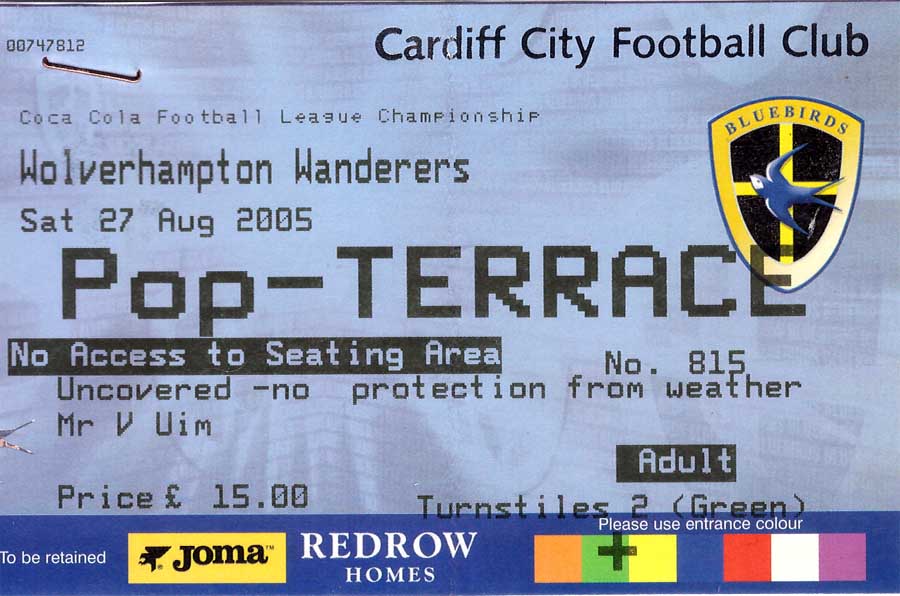 00747812
Cardiff City Football Club
Coca Cola Football League Championship
BLUEBIRDS
Wolverhampton Wanderers
Sat 27 Aug 2005
Pop-TERRACE
No Access to Seating Area
No. 815
Uncovered -no protection from weather
Mr V Uim
Adult
Price £ 15.00
Turnstiles 2 (Green)
Please use entrance colour
To be retained
JOMA™
REDROW
HOMES